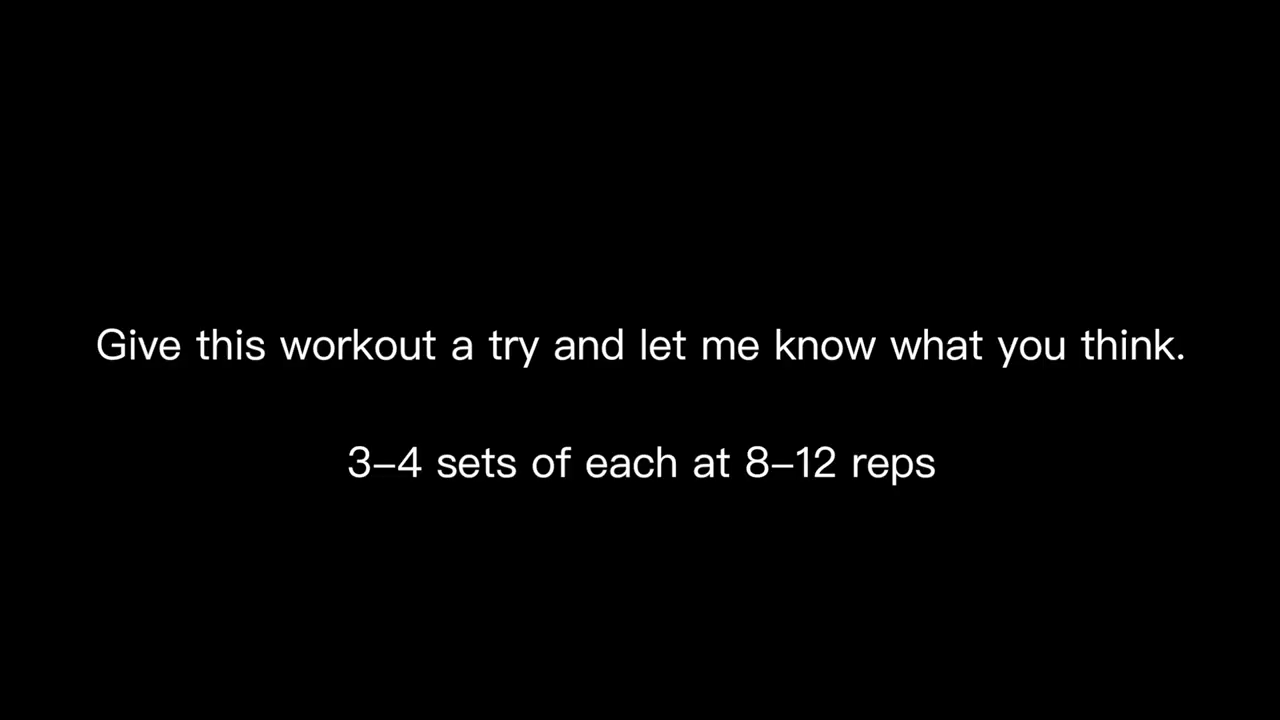 Give this workout a try and let me know what you think.
3–4 sets of each at 8–12 reps